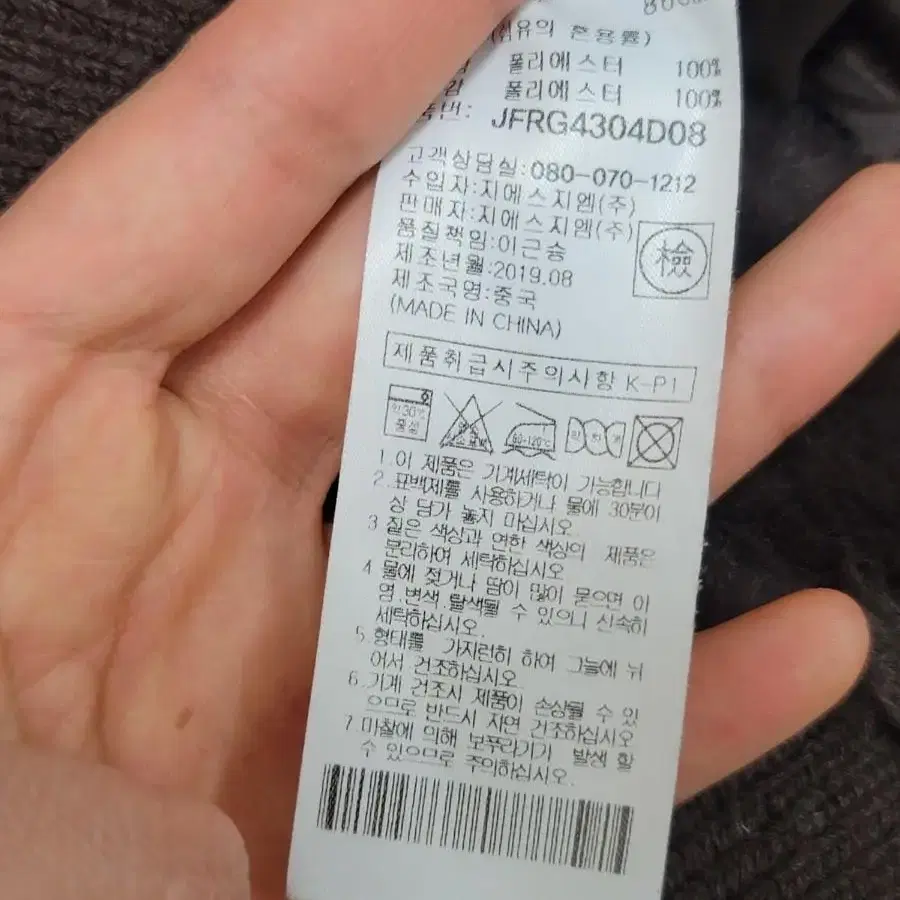 (섬유의 혼용률)
폴리에스터 100%
폴리에스터 100%
품번: JFRG4304D08
고객상담실:080-070-1212
수입자:지에스지엠(주)
판매자:지에스지엠(주)
품질책임:이근승
제조년월:2019.08
제조국명:중국
(MADE IN CHINA)
檢
제품취급시주의사항 K-P1
약30℃
중성
80-120℃
약하게
1.이 제품은 기계세탁이 가능합니다
2.표백제를 사용하거나 물에 30분이
상 담가 놓지 마십시오.
3 짙은 색상과 연한 색상의 제품은
분리하여 세탁하십시오
4 물에 젖거나 땀이 많이 묻으면 이
염.변색.탈색될 수 있으니 신속히
세탁하십시오.
5.형태를 가지런히 하여 그늘에 뉘
어서 건조하십시오
6.기계 건조시 제품이 손상될 수 있
으므로 반드시 자연 건조하십시오
7 마찰에 의해 보푸라기가 발생 할
수 있으므로 주의하십시오.